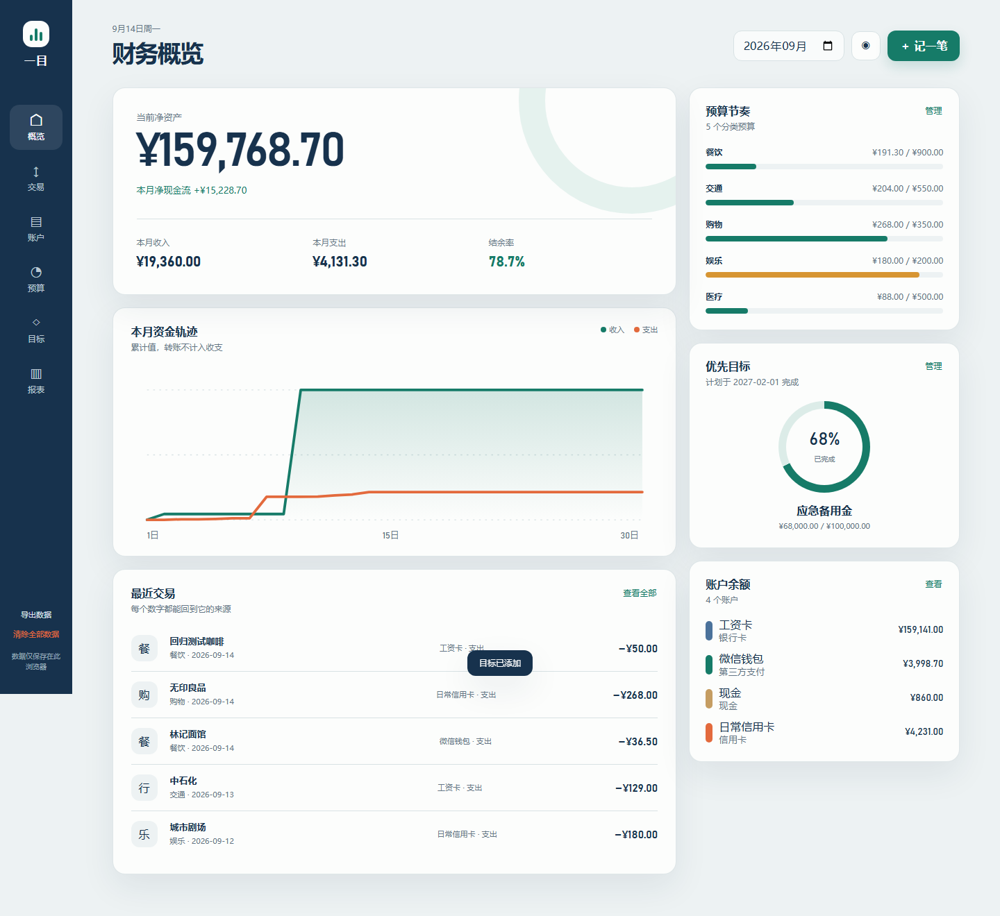 一目
概览
交易
账户
预算
目标
报表
导出数据
清除全部数据
数据仅保存在此
浏览器
9月14日周一
财务概览
2026年09月
+ 记一笔
当前净资产
¥159,768.70
本月净现金流 +¥15,228.70
本月收入
¥19,360.00
本月支出
¥4,131.30
结余率
78.7%
本月资金轨迹
累计值，转账不计入收支
收入
支出
1日
15日
30日
最近交易
每个数字都能回到它的来源
查看全部
餐
回归测试咖啡
餐饮 · 2026-09-14
工资卡 · 支出
−¥50.00
目标已添加
购
无印良品
购物 · 2026-09-14
日常信用卡 · 支出
−¥268.00
餐
林记面馆
餐饮 · 2026-09-14
微信钱包 · 支出
−¥36.50
行
中石化
交通 · 2026-09-13
工资卡 · 支出
−¥129.00
乐
城市剧场
娱乐 · 2026-09-12
日常信用卡 · 支出
−¥180.00
预算节奏
5 个分类预算
管理
餐饮
¥191.30 / ¥900.00
交通
¥204.00 / ¥550.00
购物
¥268.00 / ¥350.00
娱乐
¥180.00 / ¥200.00
医疗
¥88.00 / ¥500.00
优先目标
计划于 2027-02-01 完成
管理
68%
已完成
应急备用金
¥68,000.00 / ¥100,000.00
账户余额
4 个账户
查看
工资卡
银行卡
¥159,141.00
微信钱包
第三方支付
¥3,998.70
现金
现金
¥860.00
日常信用卡
信用卡
¥4,231.00